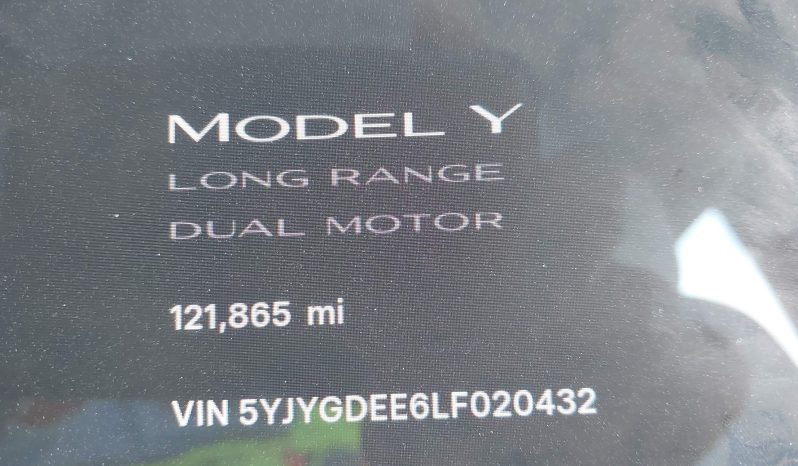 MODEL Y
LONG RANGE
DUAL MOTOR
121,865 mi
VIN 5YJYGDEE6LF020432